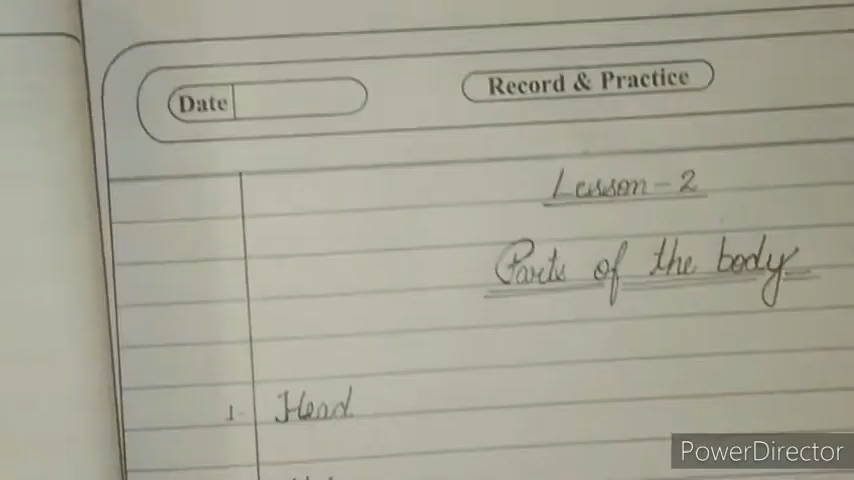 Date
Record & Practice
Lesson - 2
Parts of the body
1. Head
PowerDirector